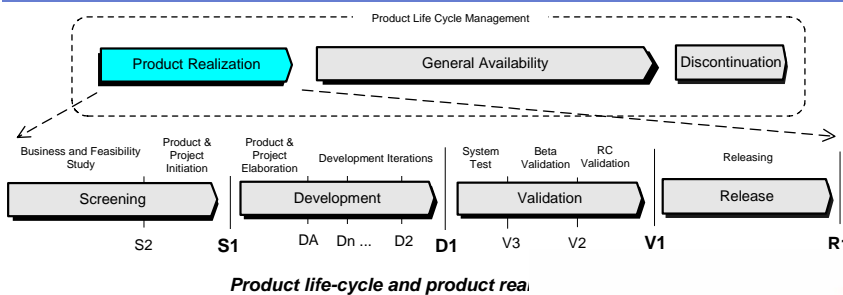 Product Life Cycle Management
Product Realization
General Availability
Discontinuation
Business and Feasibility
Study
Product &
Project
Initiation
Product &
Project
Elaboration
Development Iterations
System
Test
Beta
Validation
RC
Validation
Releasing
Screening
Development
Validation
Release
S2
S1
DA
Dn ...
D2
D1
V3
V2
V1
Product life-cycle and product